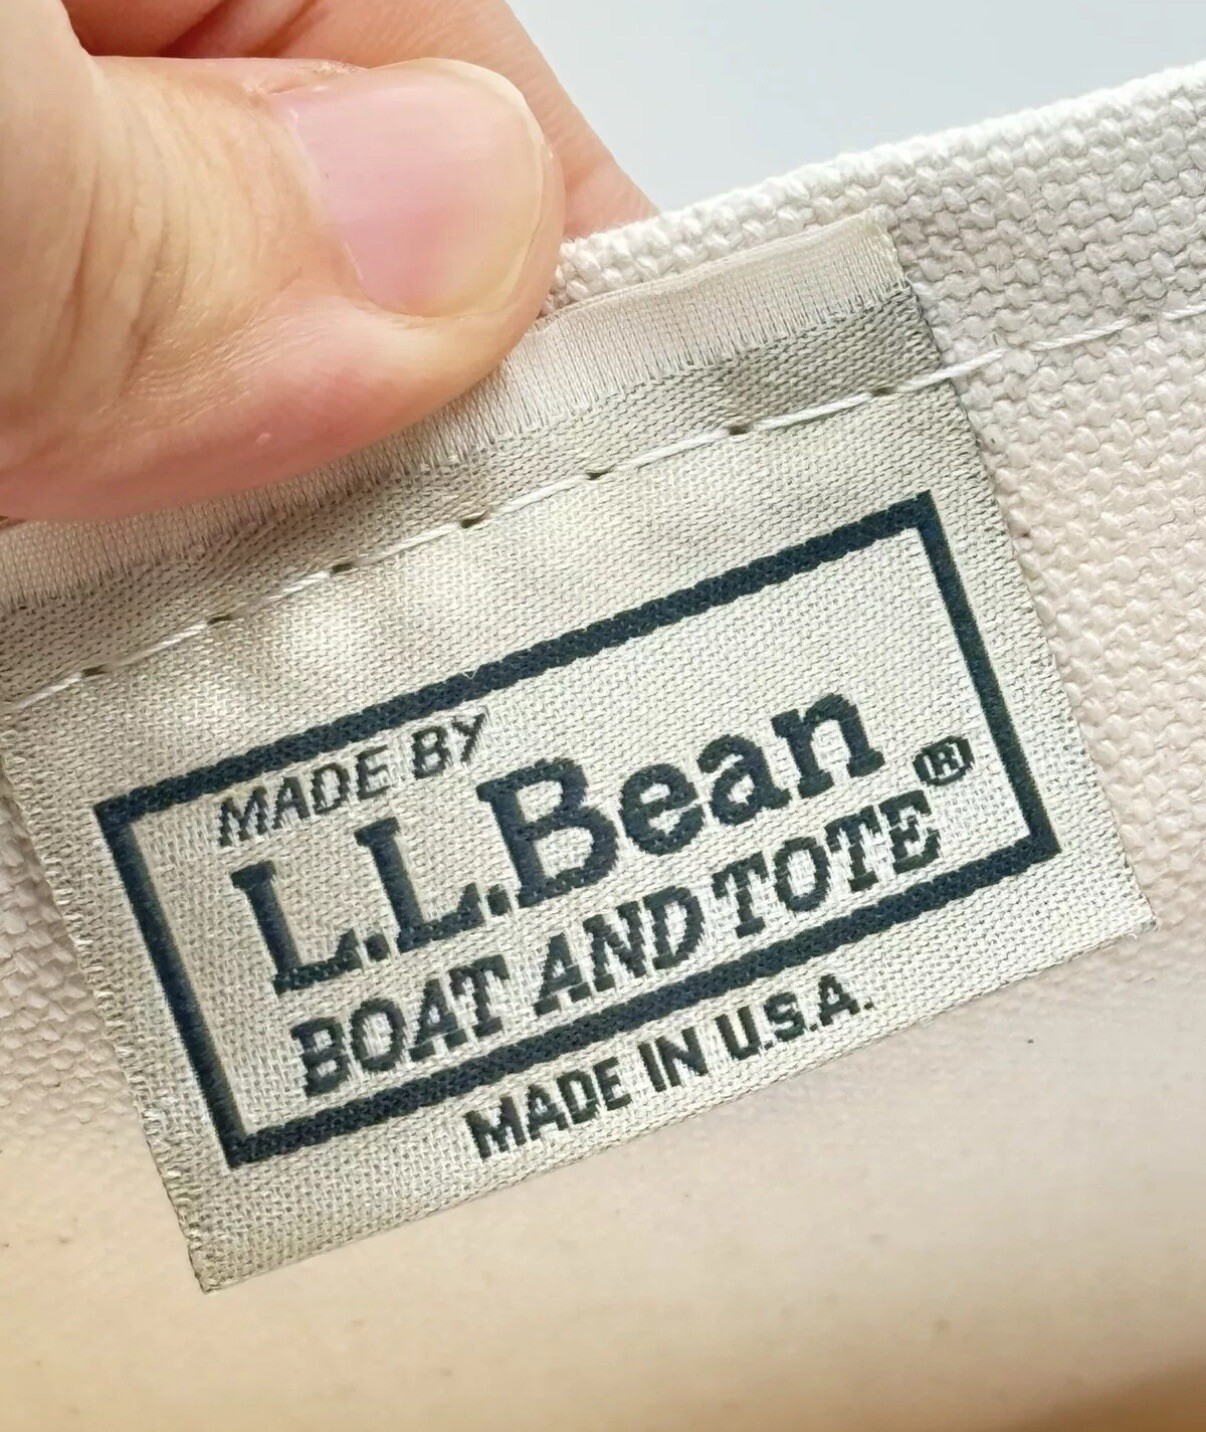 MADE BY
L.L.Bean®
BOAT AND TOTE
MADE IN U.S.A.